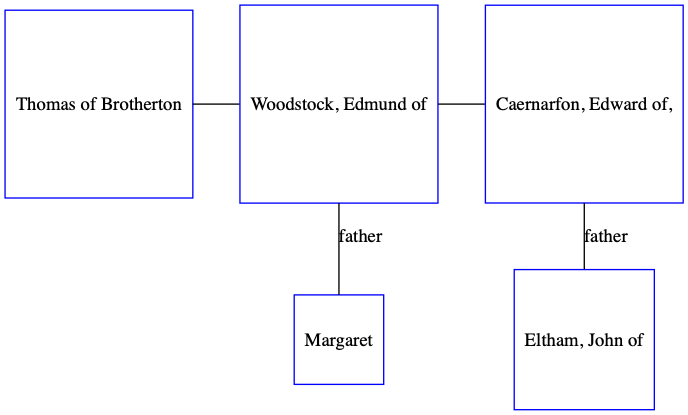 Thomas of Brotherton
Woodstock, Edmund of
Caernarfon, Edward of,
father
father
Margaret
Eltham, John of